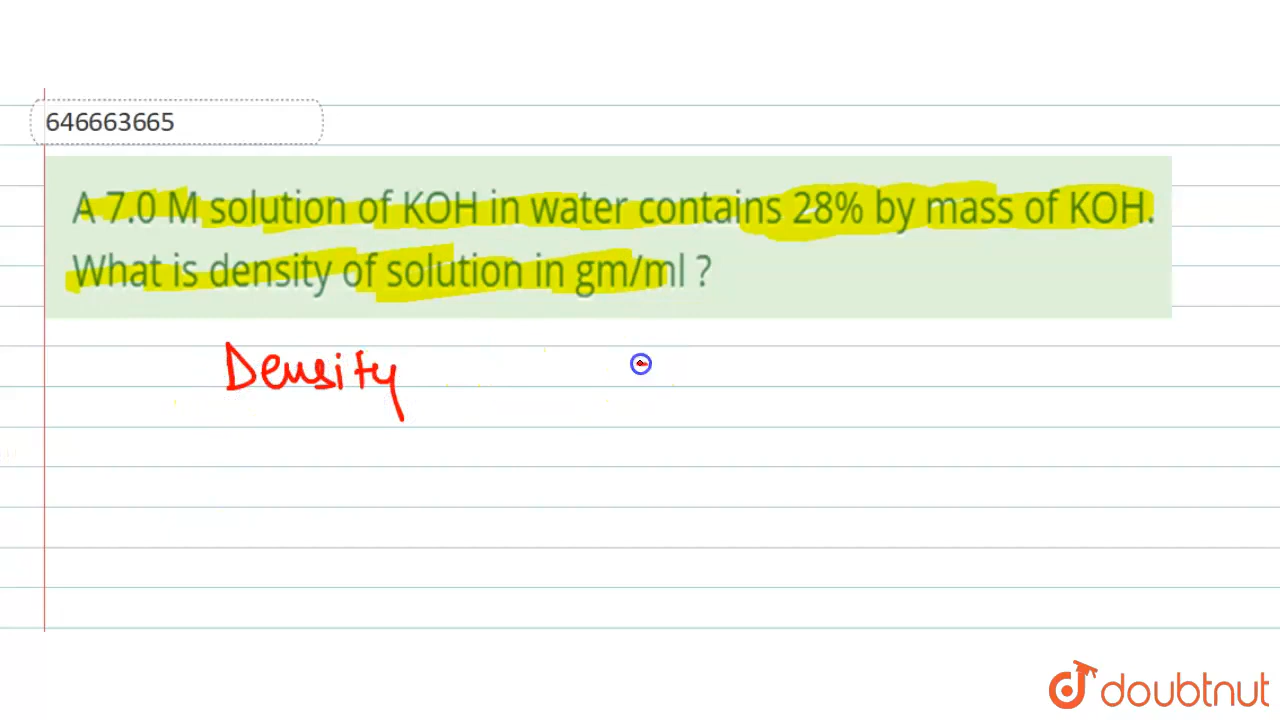 646663665
A 7.0 M solution of KOH in water contains 28% by mass of KOH.
What is density of solution in gm/ml ?
Density
doubtnut